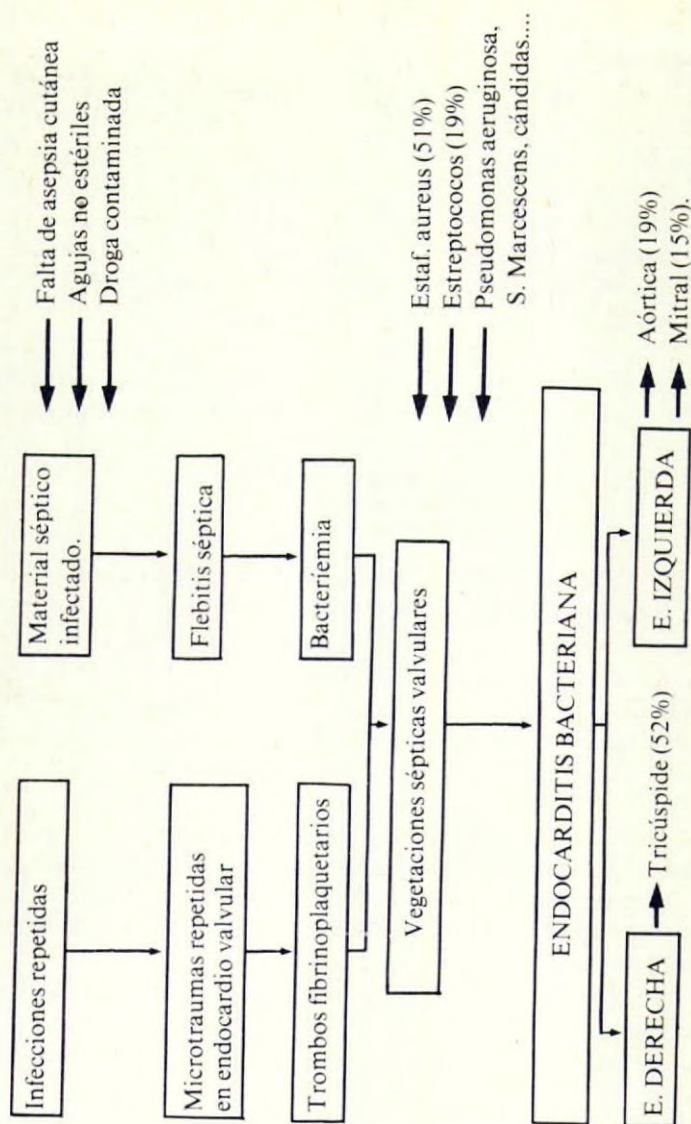 Infecciones repetidas
Material séptico
infectado.
Falta de asepsia cutánea
Agujas no estériles
Droga contaminada
Microtraumas repetidas
en endocardio valvular
Flebitis séptica
Trombos fibrinoplaquetarios
Bacteriemia
Vegetaciones sépticas valvulares
Estaf. aureus (51%)
Estreptococos (19%)
Pseudomonas aeruginosa,
S. Marcescens, cándidas....
ENDOCARDITIS BACTERIANA
E. DERECHA
Tricúspide (52%)
E. IZQUIERDA
Aórtica (19%)
Mitral (15%).